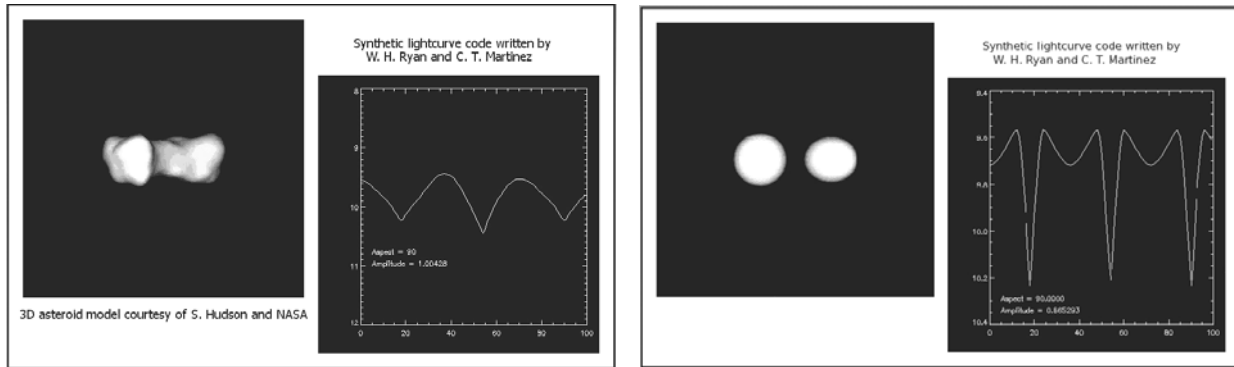 Synthetic lightcurve code written by
W. H. Ryan and C. T. Martinez
8
9
10
11
12
Aspect = 90
Amplitude = 1.00428
0 20 40 60 80 100
3D asteroid model courtesy of S. Hudson and NASA
Synthetic lightcurve code written by
W. H. Ryan and C. T. Martinez
9.4
9.6
9.8
10.0
10.2
10.4
Aspect = 90.0000
Amplitude = 0.665293
0 20 40 60 80 100